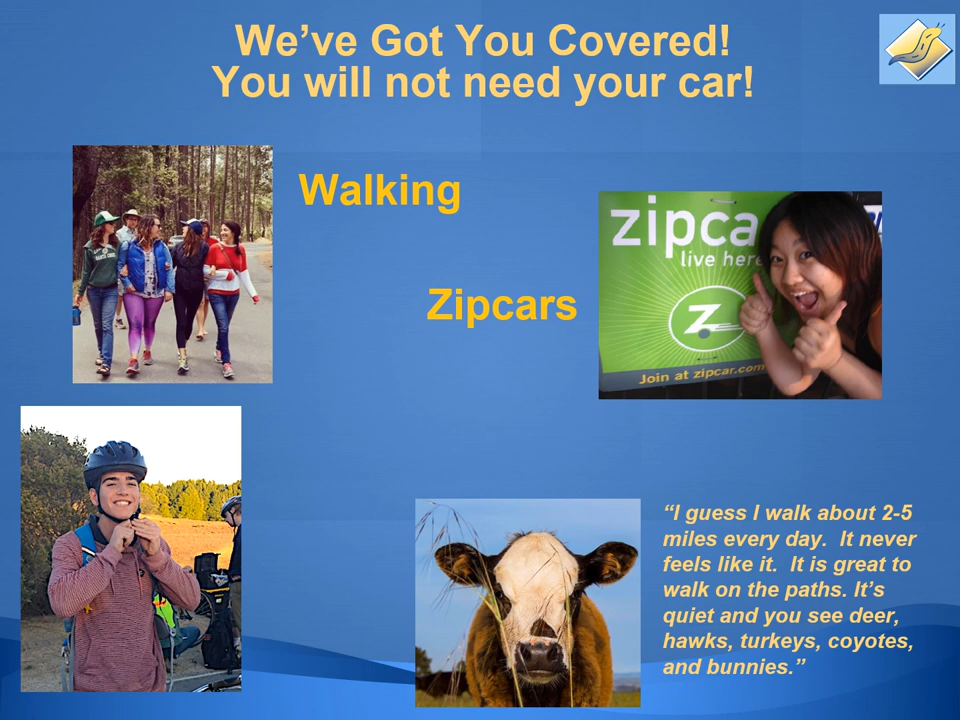 We've Got You Covered!
You will not need your car!
Walking
Zipcars
zipca
live here
Z
Join at zipcar.com
“I guess I walk about 2-5
miles every day.  It never
feels like it.  It is great to
walk on the paths. It's
quiet and you see deer,
hawks, turkeys, coyotes,
and bunnies.”